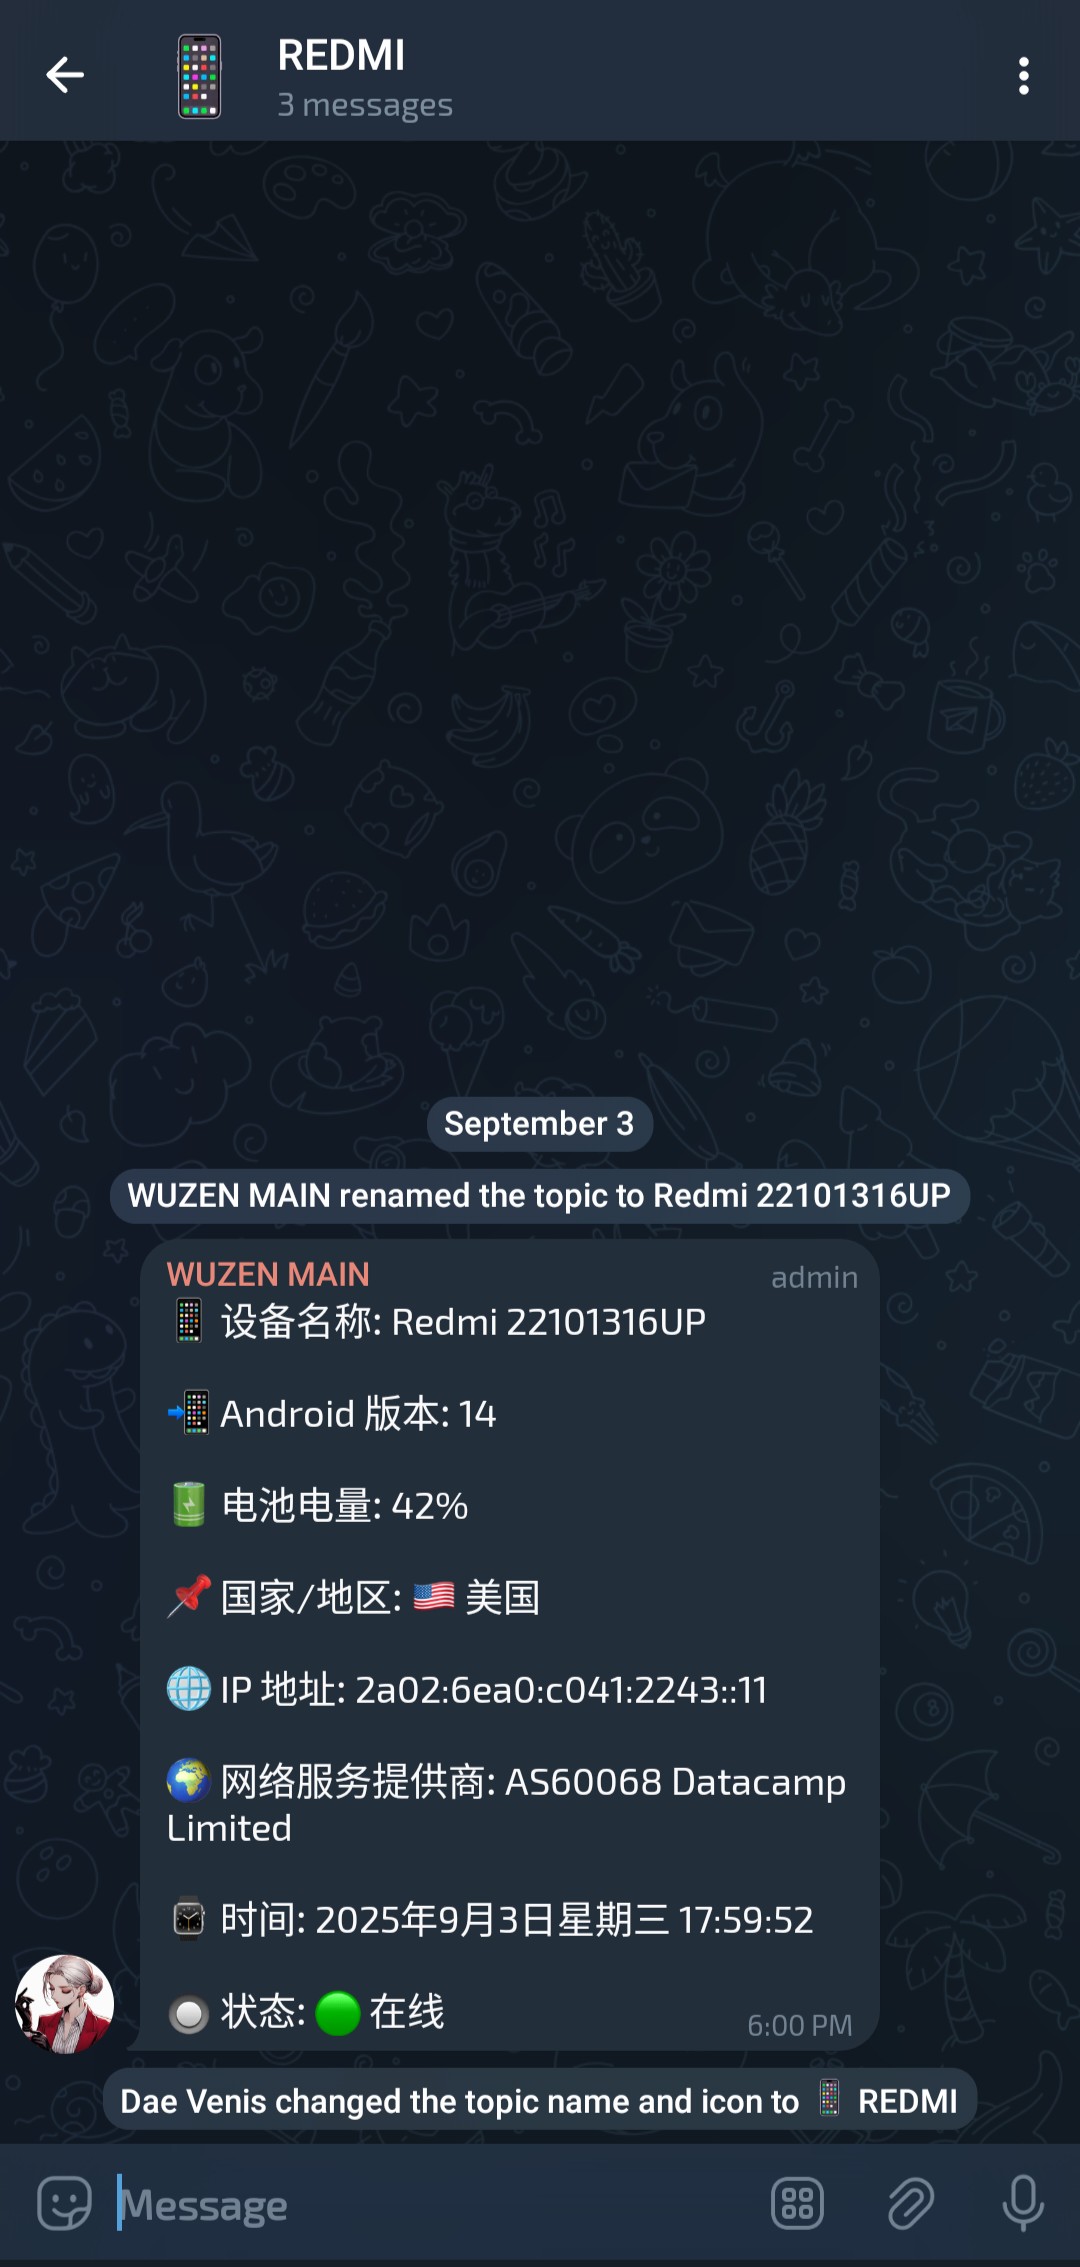 REDMI
3 messages
September 3
WUZEN MAIN renamed the topic to Redmi 22101316UP
WUZEN MAIN admin
📱 设备名称: Redmi 22101316UP
📲 Android 版本: 14
🔋 电池电量: 42%
📌 国家/地区: 🇺🇸 美国
🌐 IP 地址: 2a02:6ea0:c041:2243::11
🌍 网络服务提供商: AS60068 Datacamp
Limited
⌚ 时间: 2025年9月3日星期三 17:59:52
🔘 状态: 🟢 在线
6:00 PM
Dae Venis changed the topic name and icon to 📱 REDMI
Message